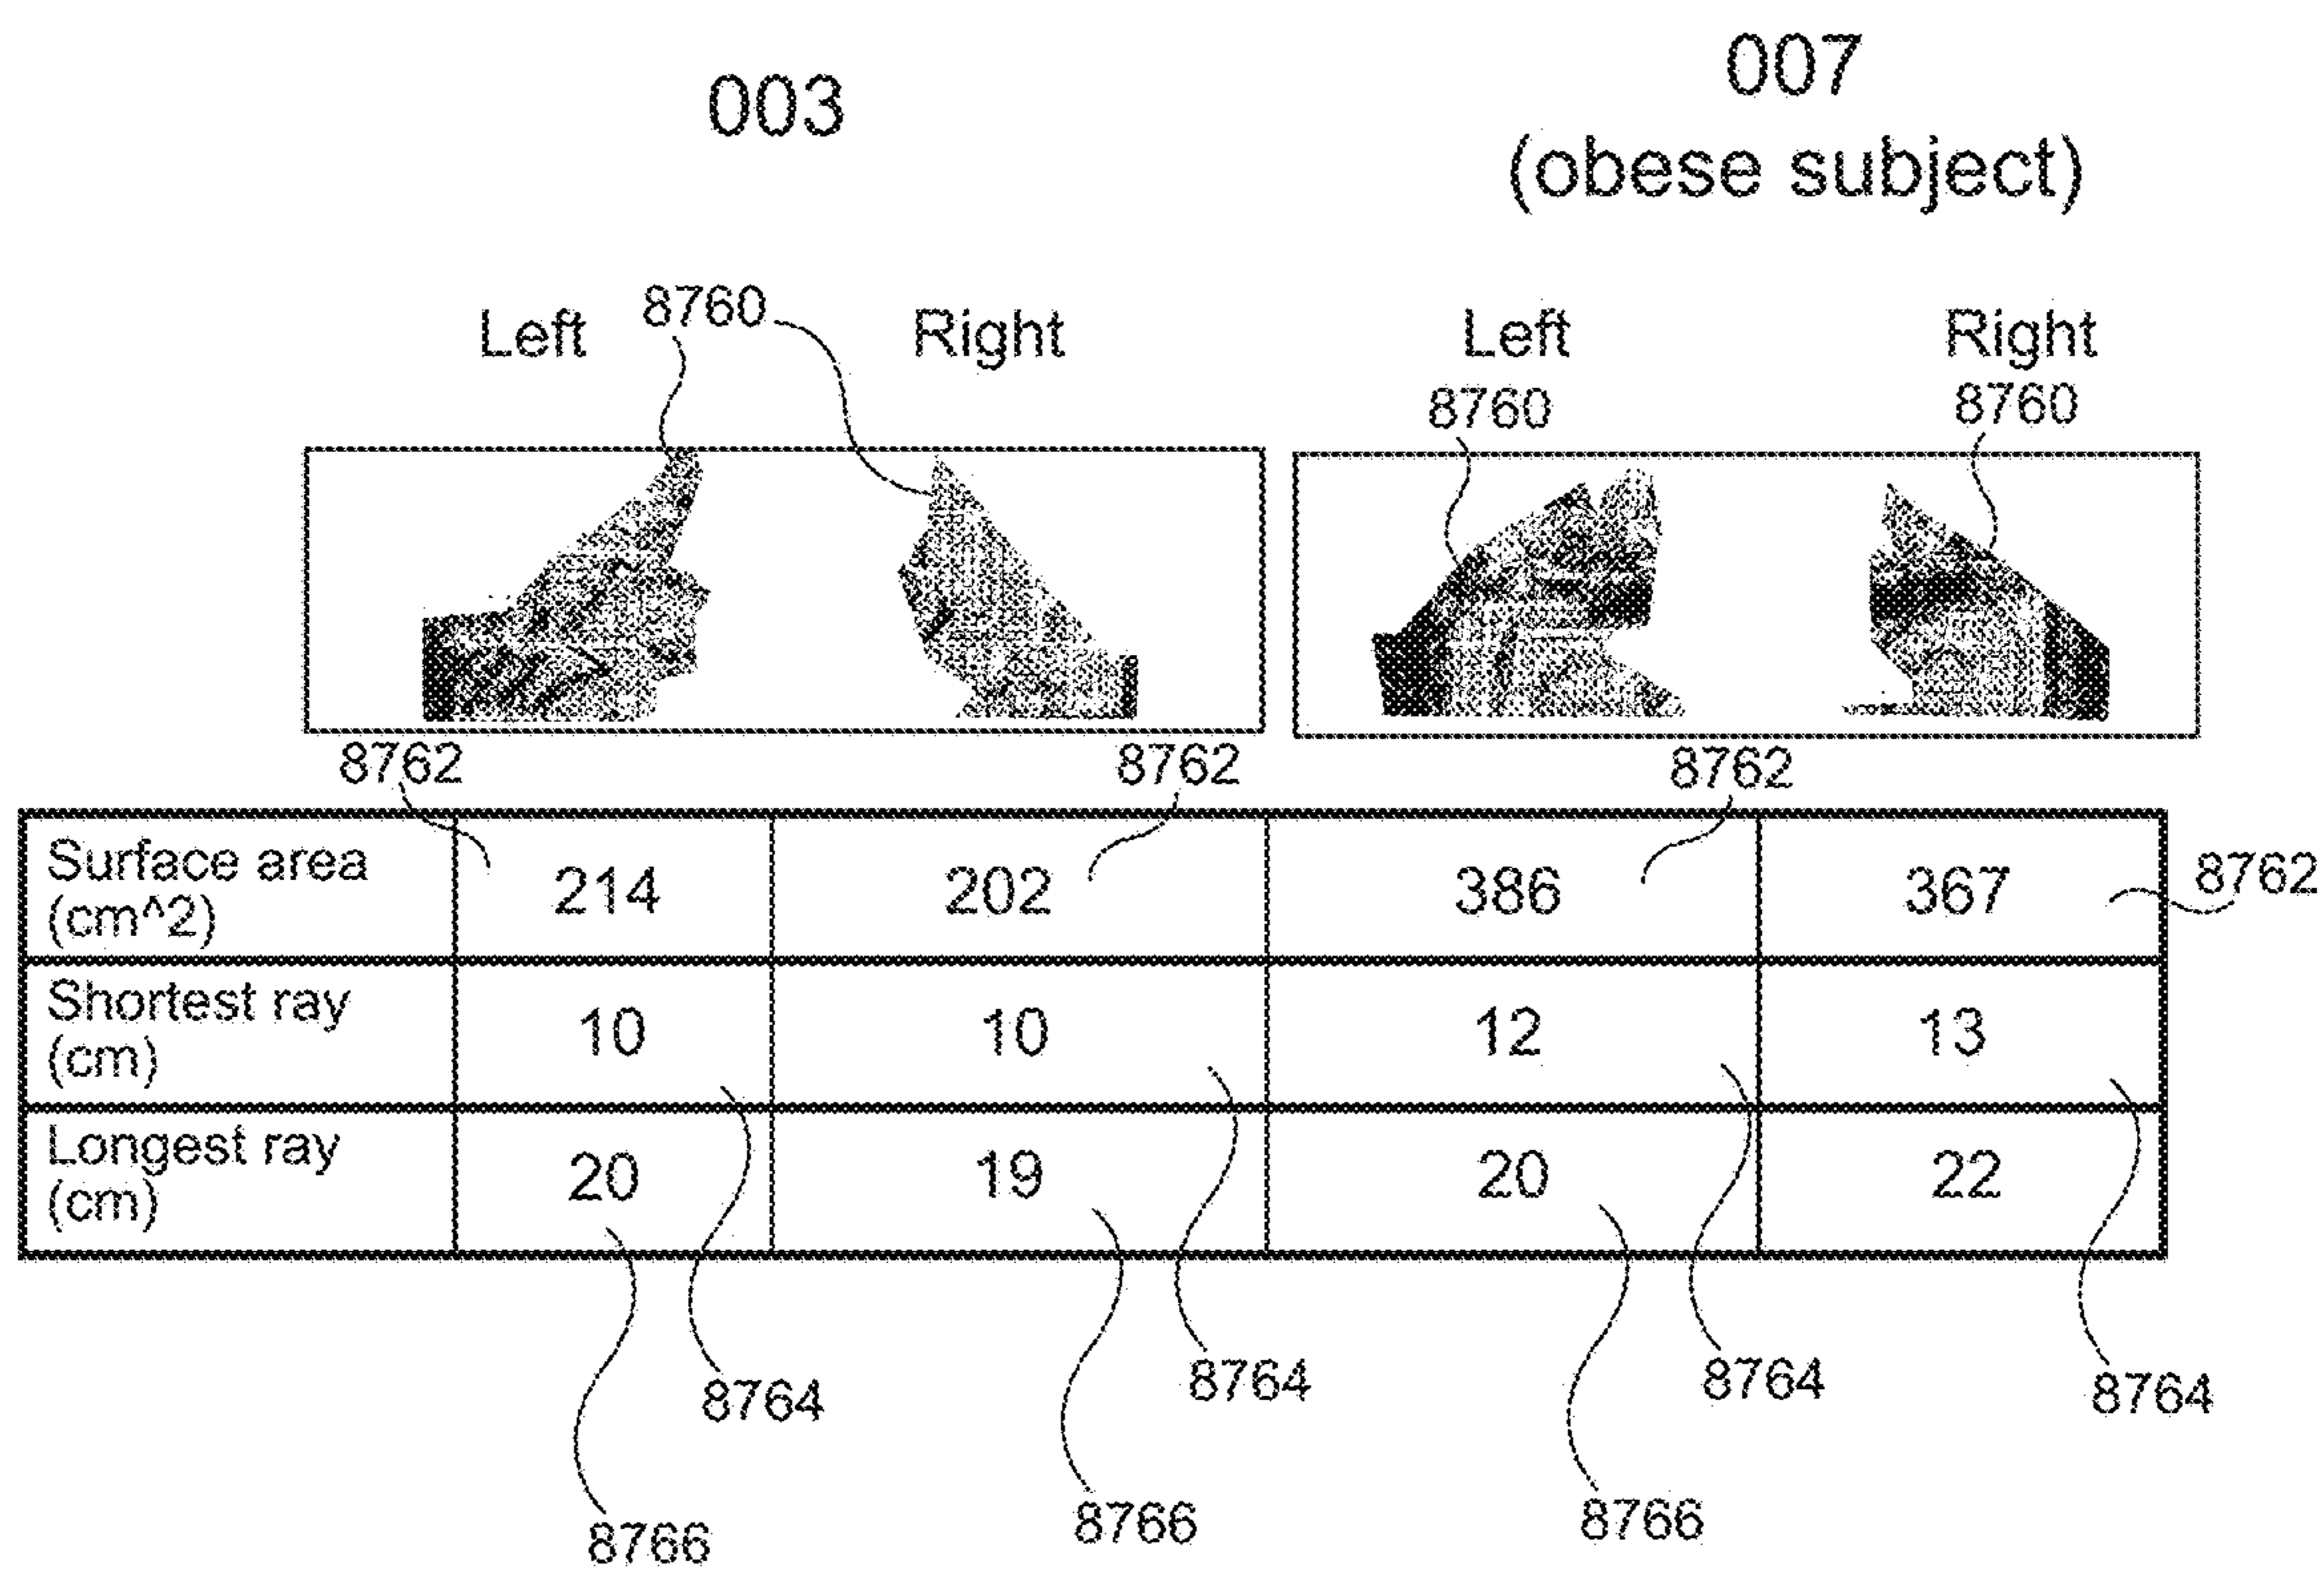 003
007
(obese subject)
Left
8760
Right
Left
Right
8760
8760
8762
8762
8762
Surface area
(cm^2)
214
202
386
367
8762
Shortest ray
(cm)
10
10
12
13
Longest ray
(cm)
20
19
20
22
8764
8764
8764
8764
8766
8766
8766